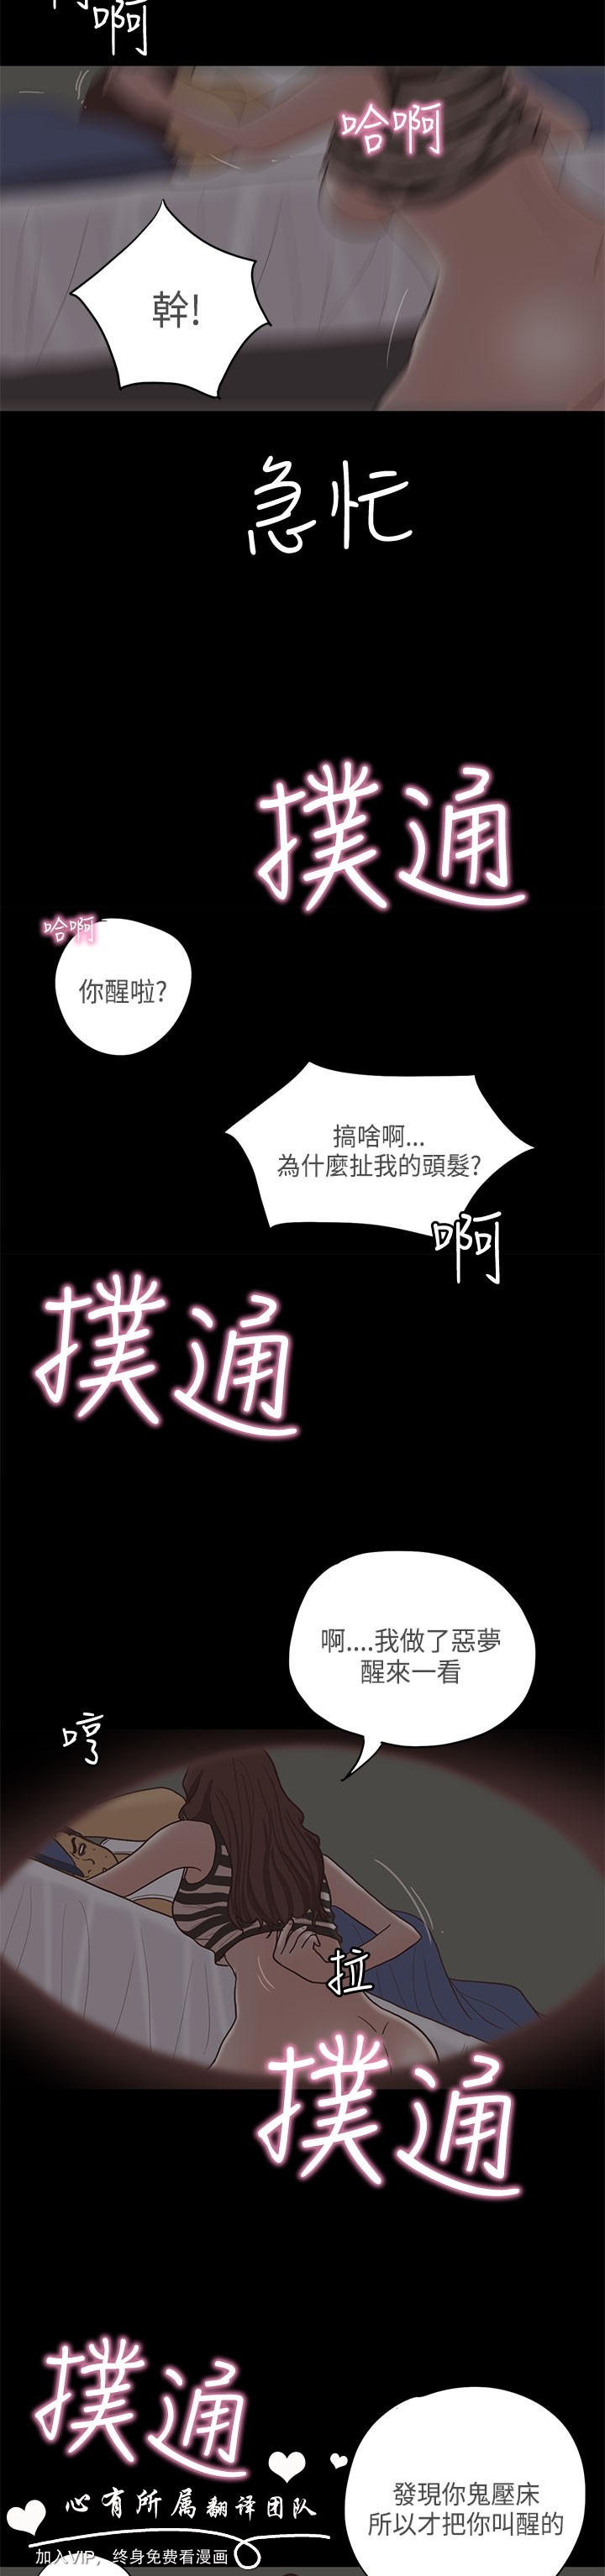 啊
哈啊
幹!
急忙
撲通
哈啊
你醒啦?
搞啥啊...
為什麼扯我的頭髮?
啊
撲通
啊....我做了惡夢
醒來一看
哼
拉
撲通
撲通
發現你鬼壓床
所以才把你叫醒的
心有所属翻译团队
加入VIP，终身免费看漫画